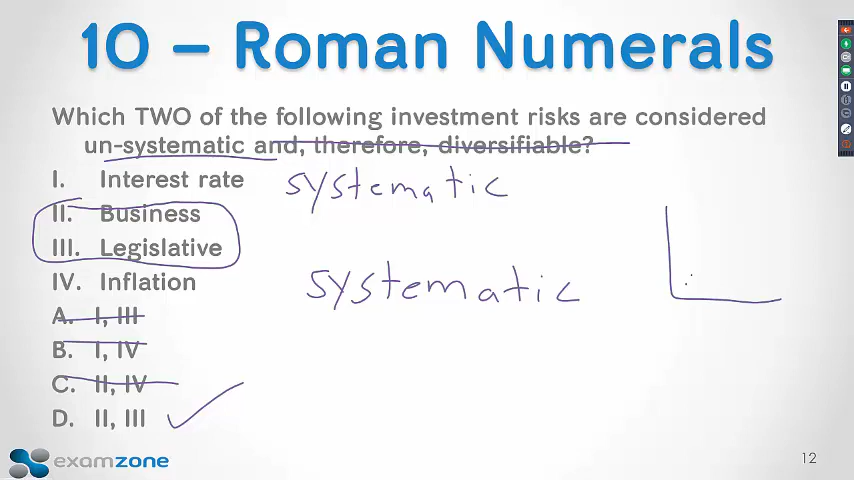 10 – Roman Numerals
Which TWO of the following investment risks are considered
un-systematic and, therefore, diversifiable?
I. Interest rate systematic
II. Business
III. Legislative
IV. Inflation systematic
A. I, III
B. I, IV
C. II, IV
D. II, III
examzone
12